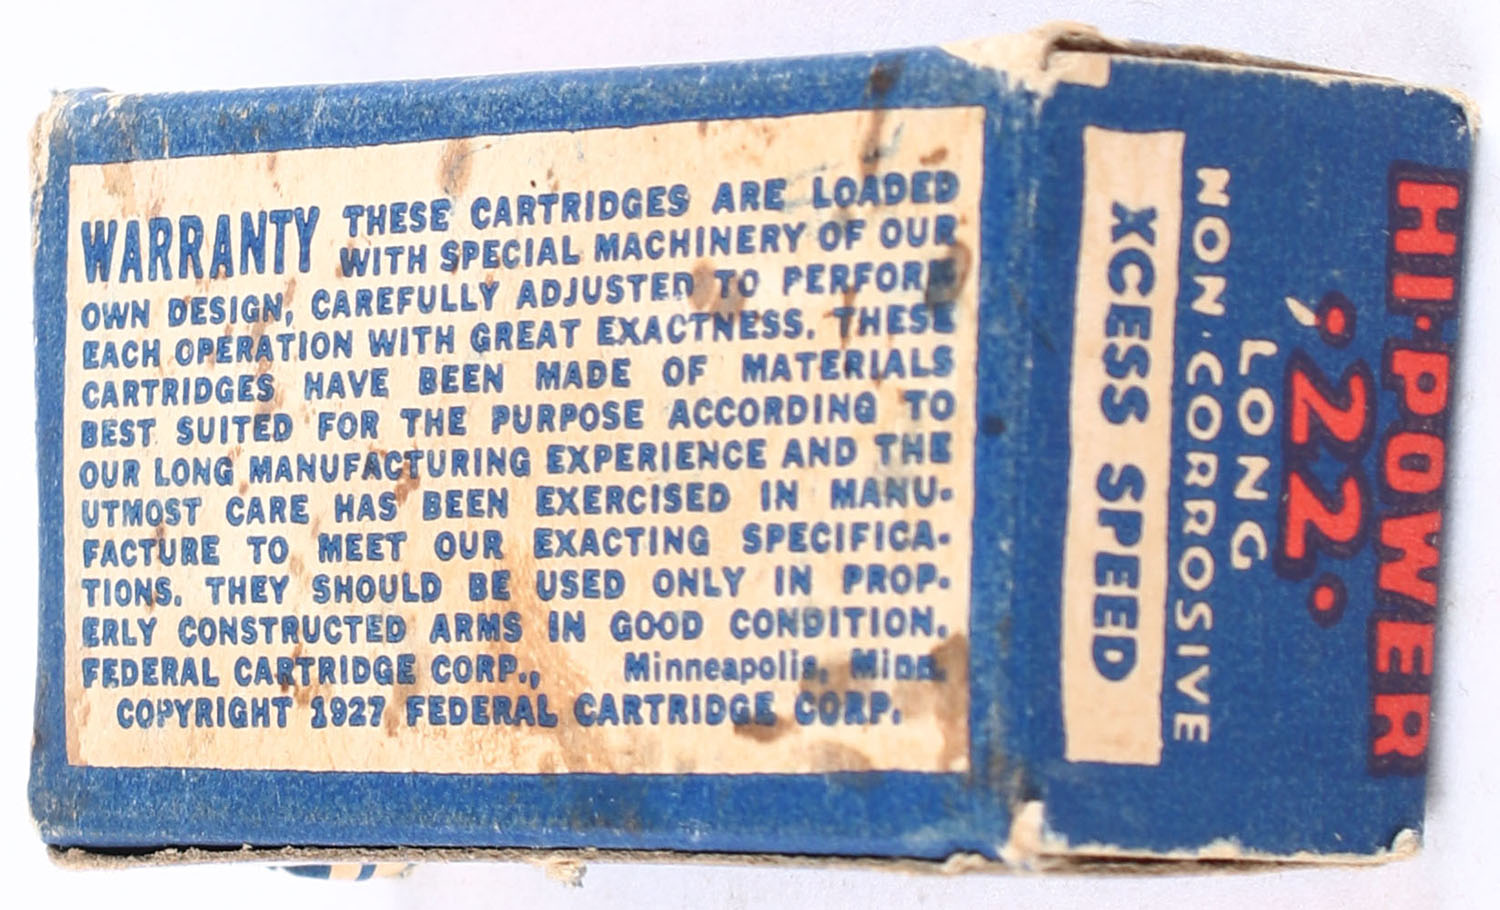 WARRANTY THESE CARTRIDGES ARE LOADED
WITH SPECIAL MACHINERY OF OUR
OWN DESIGN, CAREFULLY ADJUSTED TO PERFORM
EACH OPERATION WITH GREAT EXACTNESS. THESE
CARTRIDGES HAVE BEEN MADE OF MATERIALS
BEST SUITED FOR THE PURPOSE ACCORDING TO
OUR LONG MANUFACTURING EXPERIENCE AND THE
UTMOST CARE HAS BEEN EXERCISED IN MANU-
FACTURE TO MEET OUR EXACTING SPECIFICA-
TIONS. THEY SHOULD BE USED ONLY IN PROP-
ERLY CONSTRUCTED ARMS IN GOOD CONDITION.
FEDERAL CARTRIDGE CORP., Minneapolis, Minn.
COPYRIGHT 1927 FEDERAL CARTRIDGE CORP.
HI-POWER
.22.
LONG
NON-CORROSIVE
XCESS SPEED